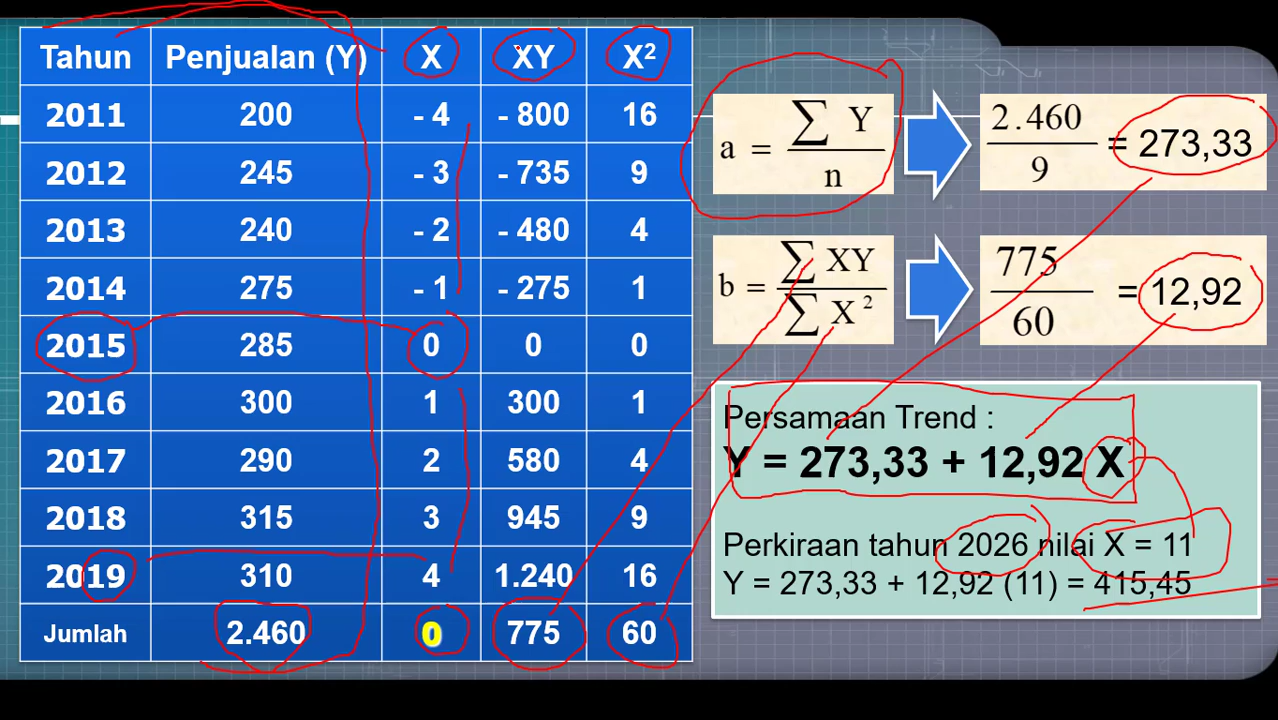 Tahun Penjualan (Y) X XY X²
2011 200 - 4 - 800 16
2012 245 - 3 - 735 9
2013 240 - 2 - 480 4
2014 275 - 1 - 275 1
2015 285 0 0 0
2016 300 1 300 1
2017 290 2 580 4
2018 315 3 945 9
2019 310 4 1.240 16
Jumlah 2.460 0 775 60
a = ∑ Y / n
2.460 / 9 = 273,33
b = ∑ XY / ∑ X²
775 / 60 = 12,92
Persamaan Trend :
Y = 273,33 + 12,92 X
Perkiraan tahun 2026 nilai X = 11
Y = 273,33 + 12,92 (11) = 415,45